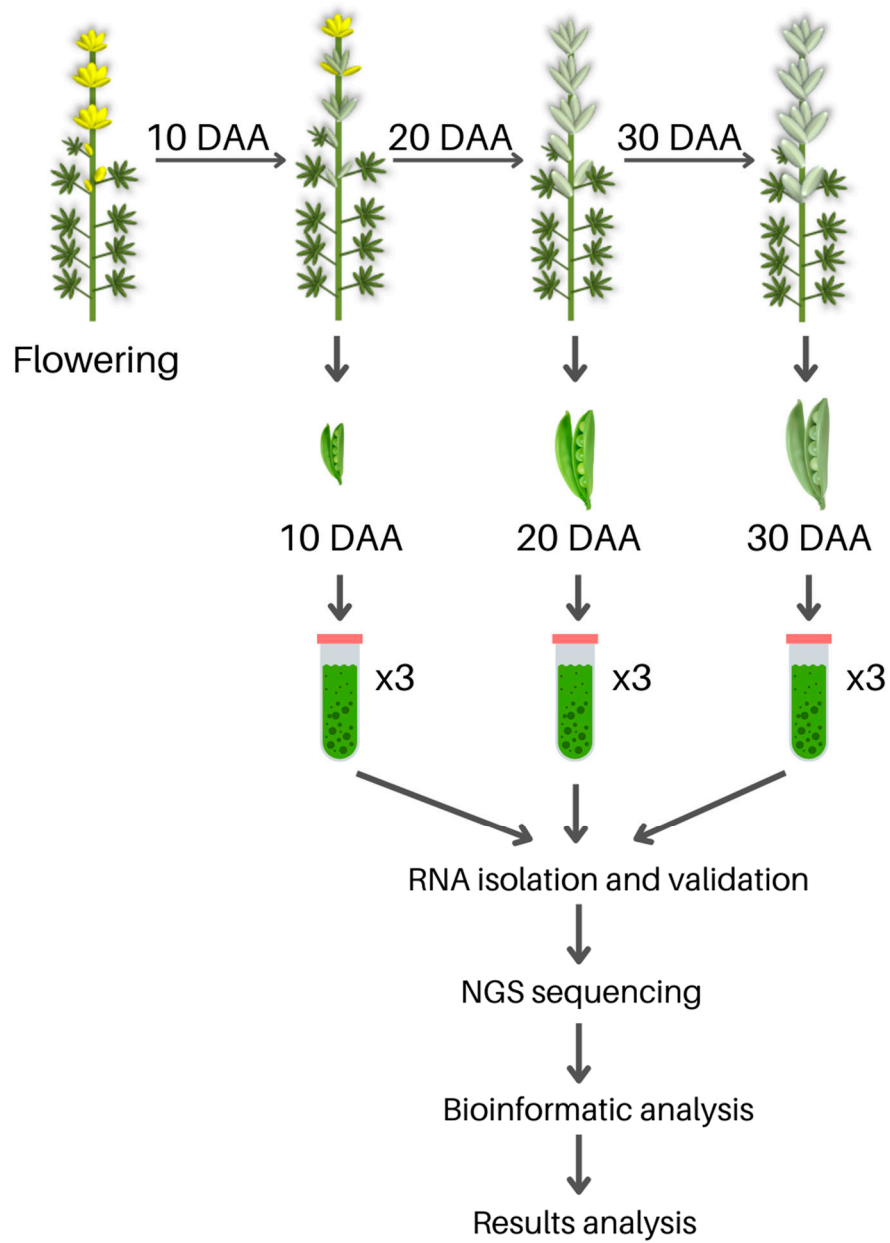 10 DAA
20 DAA
30 DAA
Flowering
10 DAA
20 DAA
30 DAA
x3
x3
x3
RNA isolation and validation
NGS sequencing
Bioinformatic analysis
Results analysis